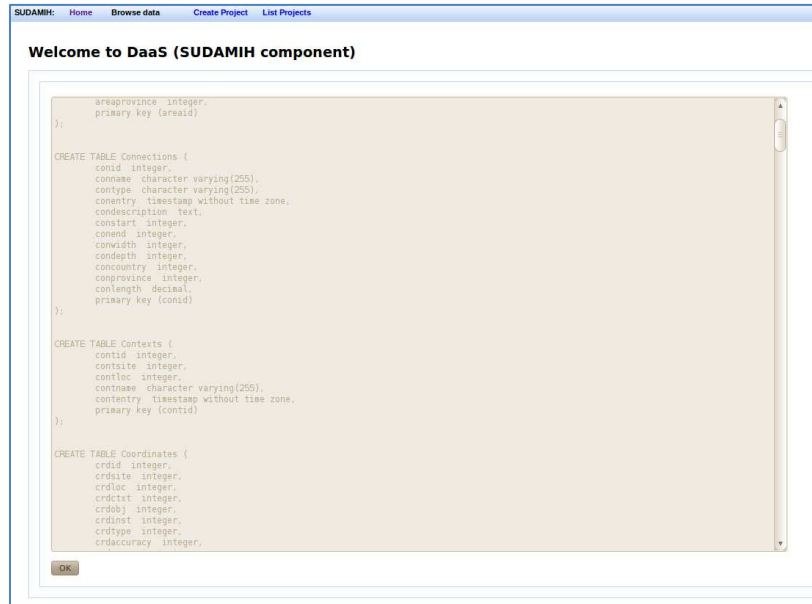 SUDAMIH: Home Browse data Create Project List Projects
Welcome to DaaS (SUDAMIH component)
areaprovince integer,
primary key (areaid)
);
CREATE TABLE Connections (
conid integer,
conname character varying(255),
contype character varying(255),
conentry timestamp without time zone,
condescription text,
constart integer,
conend integer,
conwidth integer,
condepth integer,
concountry integer,
conprovince integer,
conlength decimal,
primary key (conid)
);
CREATE TABLE Contexts (
contid integer,
contsite integer,
contloc integer,
contname character varying(255),
contentry timestamp without time zone,
primary key (contid)
);
CREATE TABLE Coordinates (
crdid integer,
crdsite integer,
crdloc integer,
crdctxt integer,
crdobj integer,
crdinst integer,
crdtype integer,
crdaccuracy integer,
OK